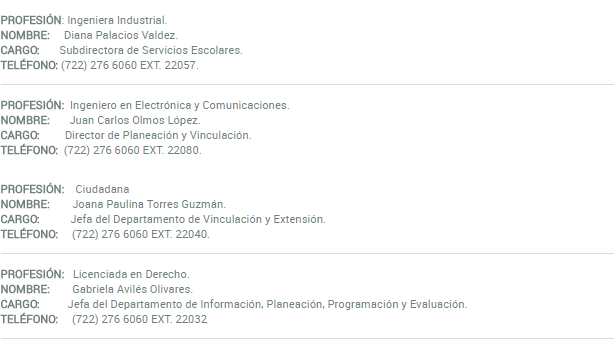 PROFESIÓN: Ingeniera Industrial.
NOMBRE: Diana Palacios Valdez.
CARGO: Subdirectora de Servicios Escolares.
TELÉFONO: (722) 276 6060 EXT. 22057.
PROFESIÓN: Ingeniero en Electrónica y Comunicaciones.
NOMBRE: Juan Carlos Olmos López.
CARGO: Director de Planeación y Vinculación.
TELÉFONO: (722) 276 6060 EXT. 22080.
PROFESIÓN: Ciudadana
NOMBRE: Joana Paulina Torres Guzmán.
CARGO: Jefa del Departamento de Vinculación y Extensión.
TELÉFONO: (722) 276 6060 EXT. 22040.
PROFESIÓN: Licenciada en Derecho.
NOMBRE: Gabriela Avilés Olivares.
CARGO: Jefa del Departamento de Información, Planeación, Programación y Evaluación.
TELÉFONO: (722) 276 6060 EXT. 22032